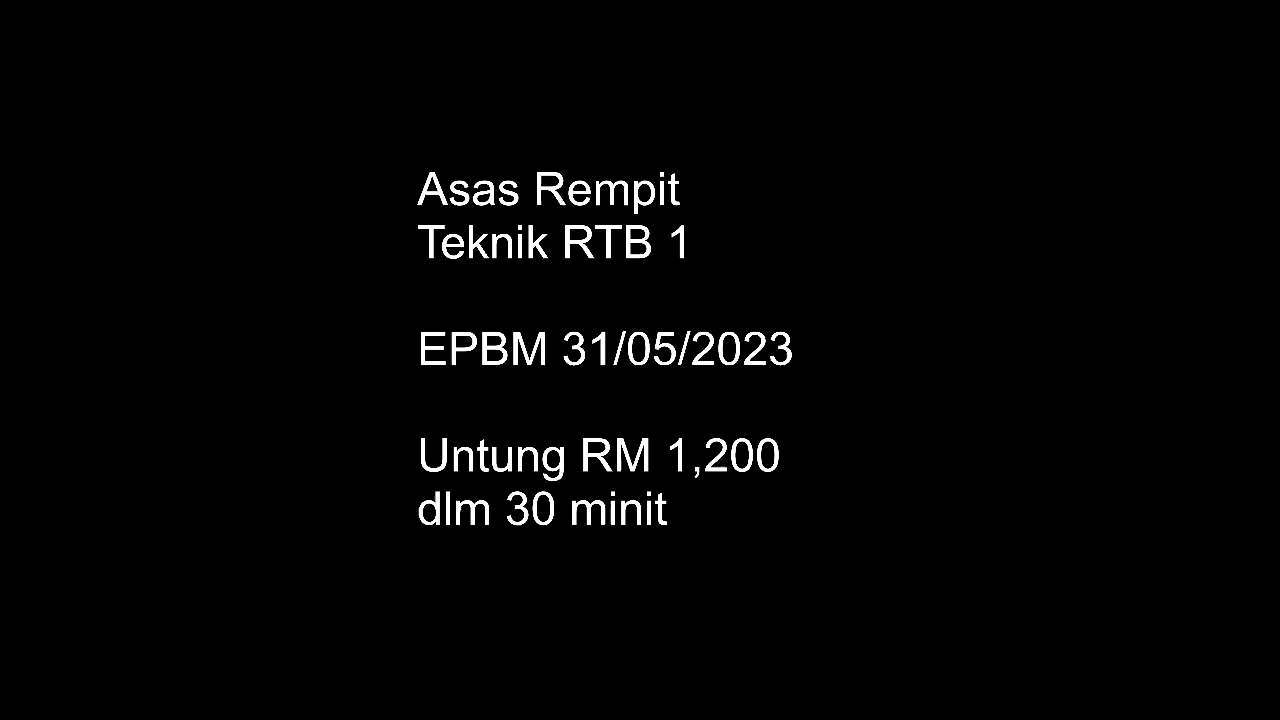 Asas Rempit
Teknik RTB 1
EPBM 31/05/2023
Untung RM 1,200
dlm 30 minit